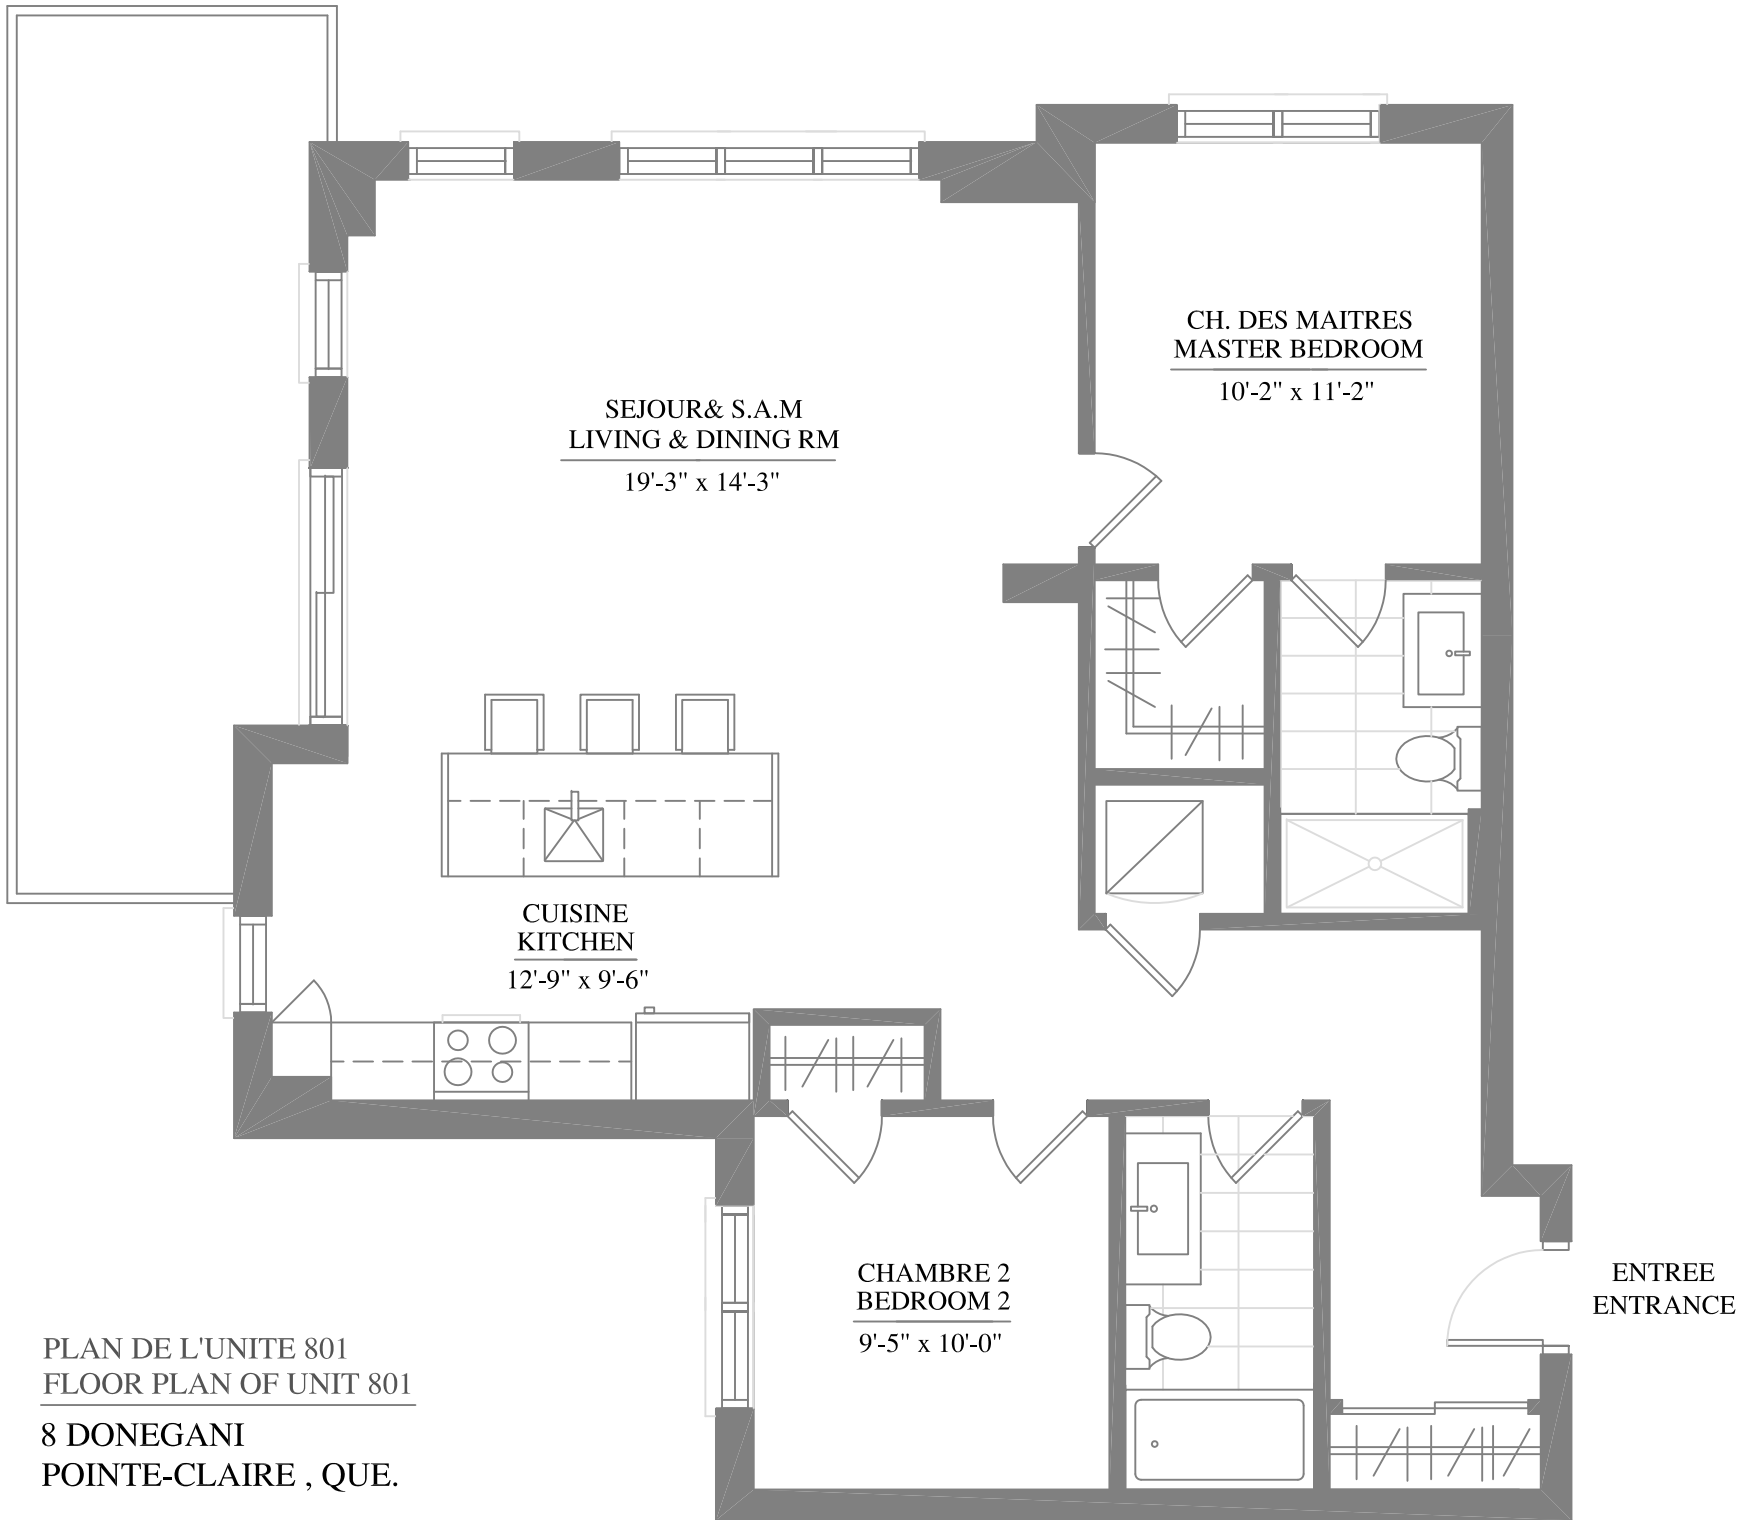 CH. DES MAITRES
MASTER BEDROOM
10'-2" x 11'-2"
SEJOUR& S.A.M
LIVING & DINING RM
19'-3" x 14'-3"
CUISINE
KITCHEN
12'-9" x 9'-6"
CHAMBRE 2
BEDROOM 2
9'-5" x 10'-0"
ENTREE
ENTRANCE
PLAN DE L'UNITE 801
FLOOR PLAN OF UNIT 801
8 DONEGANI
POINTE-CLAIRE , QUE.